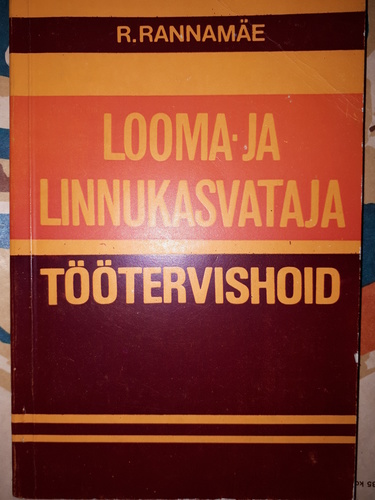 R.RANNAMÄE
LOOMA-JA
LINNUKASVATAJA
TÖÖTERVISHOID